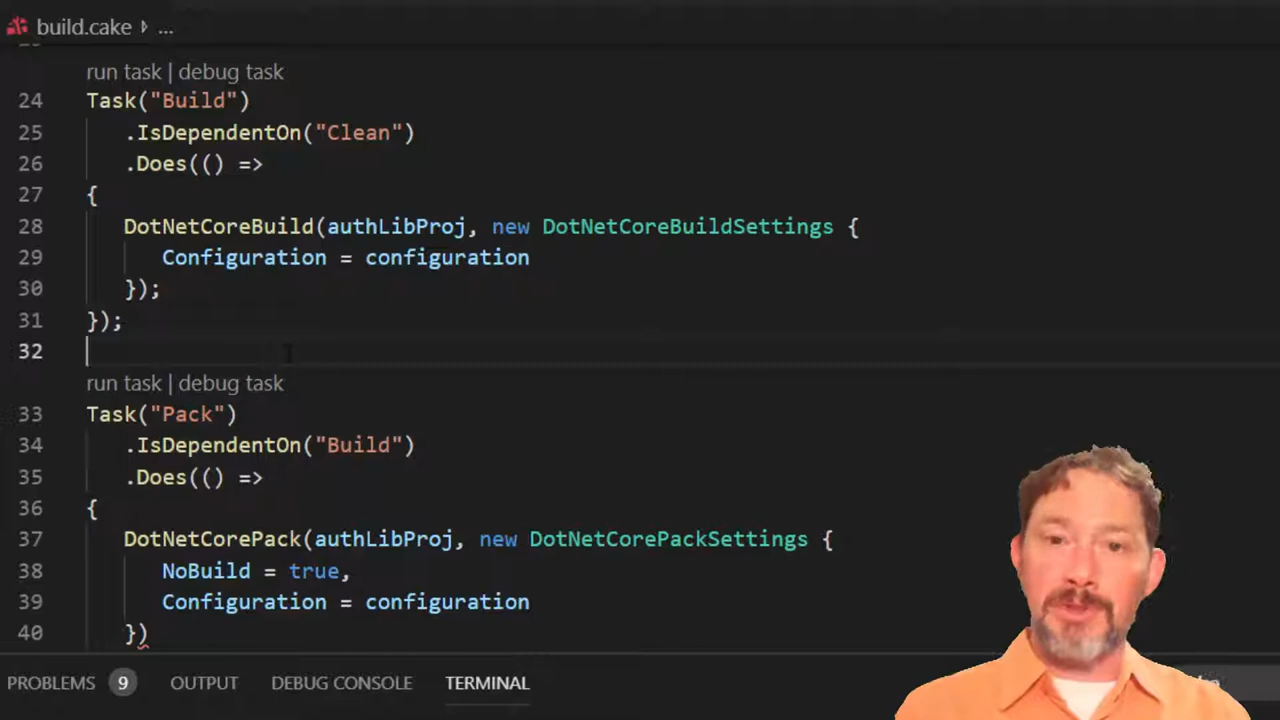 build.cake ...
run task | debug task
24 Task("Build")
25 .IsDependentOn("Clean")
26 .Does(() =>
27 {
28 DotNetCoreBuild(authLibProj, new DotNetCoreBuildSettings {
29 Configuration = configuration
30 });
31 });
32
run task | debug task
33 Task("Pack")
34 .IsDependentOn("Build")
35 .Does(() =>
36 {
37 DotNetCorePack(authLibProj, new DotNetCorePackSettings {
38 NoBuild = true,
39 Configuration = configuration
40 })
PROBLEMS 9 OUTPUT DEBUG CONSOLE TERMINAL